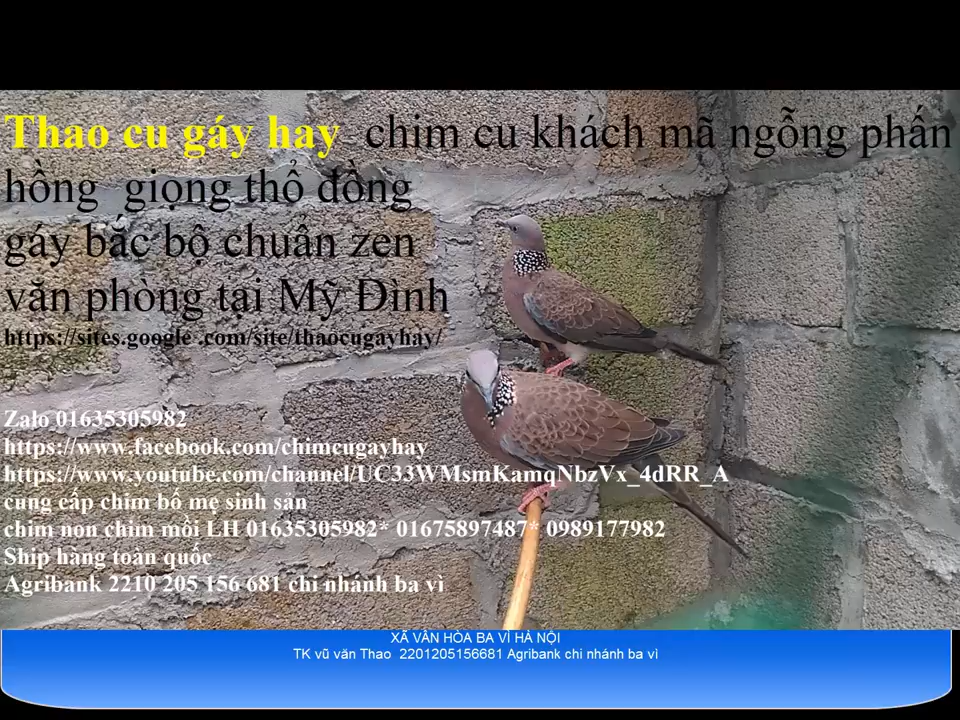 Thao cu gáy hay chim cu khách mã ngỗng phấn
hồng giọng thổ đồng
gáy bắc bộ chuẩn zen
văn phòng tại Mỹ Đình
https://sites.google .com/site/thaocugayhay/
Zalo 01635305982
https://www.facebook.com/chimcugayhay
https://www.youtube.com/channel/UC33WMsmKamqNbzVx_4dRR_A
cung cấp chim bố mẹ sinh sản
chim non chim mồi LH 01635305982* 01675897487* 0989177982
Ship hàng toàn quốc
Agribank 2210 205 156 681 chi nhánh ba vì
XÃ VÂN HÒA BA VÌ HÀ NỘI
TK vũ văn Thao 2201205156681 Agribank chi nhánh ba vì